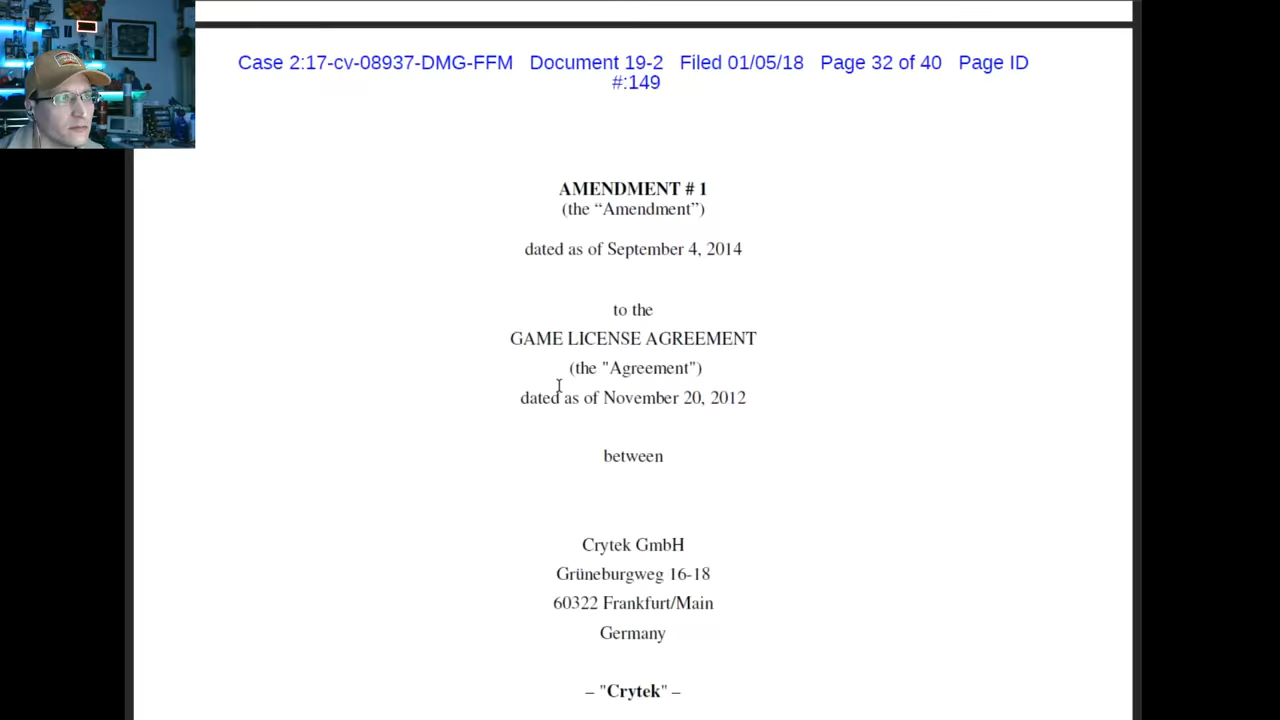 Case 2:17-cv-08937-DMG-FFM Document 19-2 Filed 01/05/18 Page 32 of 40 Page ID
#:149
AMENDMENT # 1
(the “Amendment”)
dated as of September 4, 2014
to the
GAME LICENSE AGREEMENT
(the "Agreement")
dated as of November 20, 2012
between
Crytek GmbH
Grüneburgweg 16-18
60322 Frankfurt/Main
Germany
– "Crytek" –